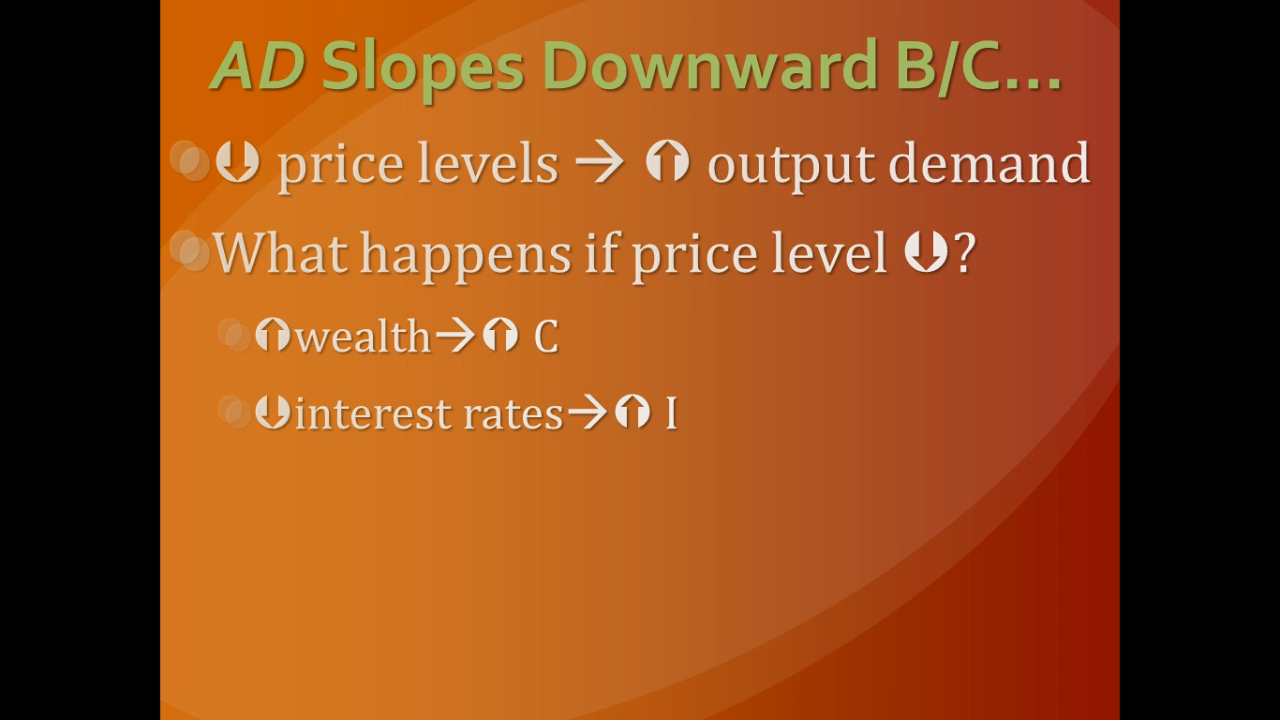 AD Slopes Downward B/C...
⬇ price levels → ⬆ output demand
What happens if price level ⬇?
⬆wealth→⬆ C
⬇interest rates→⬆ I